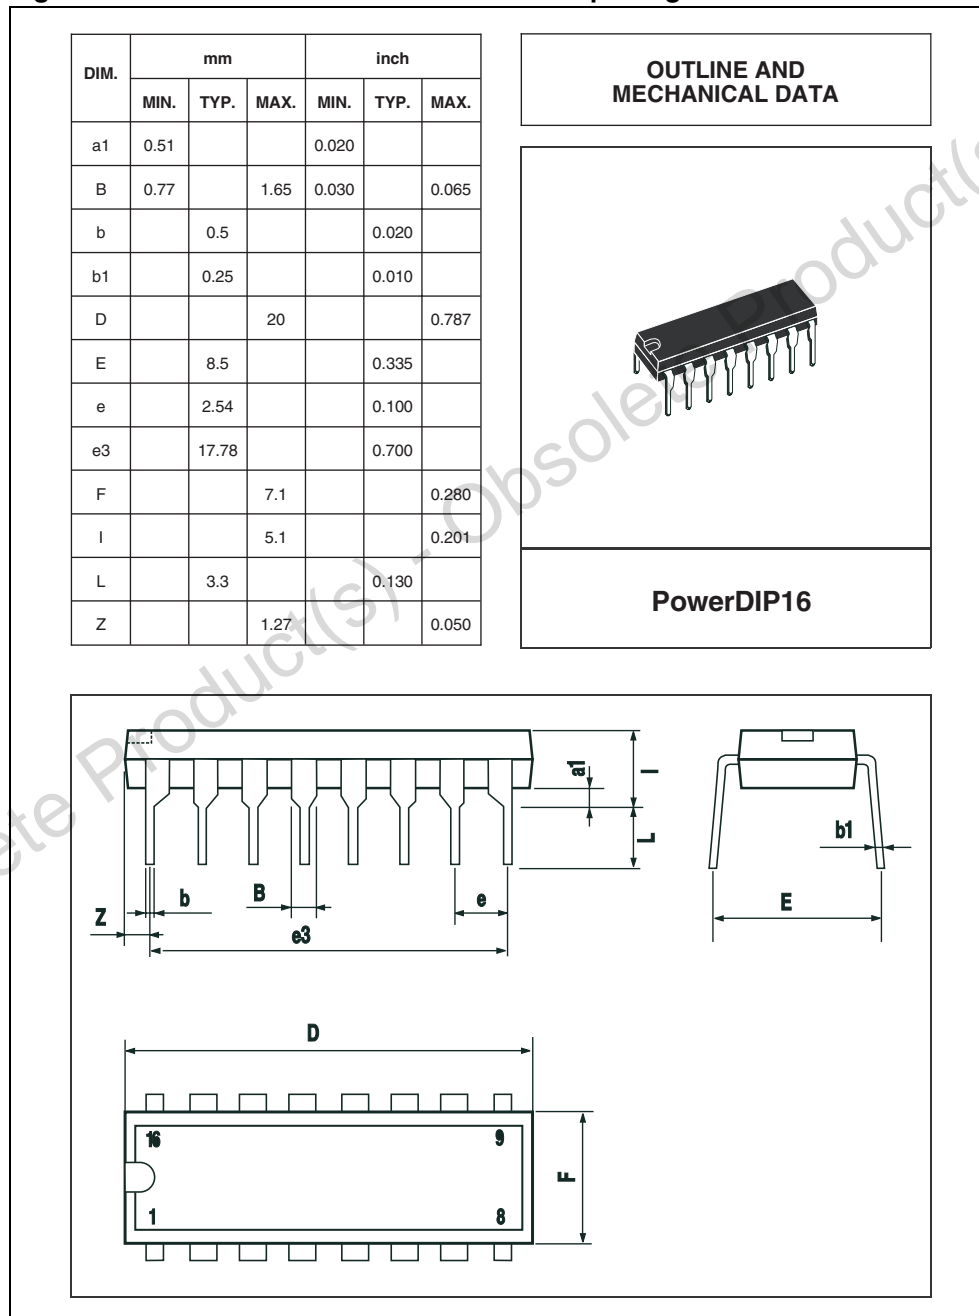 DIM. mm inch
MIN. TYP. MAX. MIN. TYP. MAX.
a1 0.51 0.020
B 0.77 1.65 0.030 0.065
b 0.5 0.020
b1 0.25 0.010
D 20 0.787
E 8.5 0.335
e 2.54 0.100
e3 17.78 0.700
F 7.1 0.280
I 5.1 0.201
L 3.3 0.130
Z 1.27 0.050
OUTLINE AND
MECHANICAL DATA
PowerDIP16
a1 I
L
b1
Z b B e E
e3
D
16 9
F
1 8
Product(s) - Obsolete Product(s